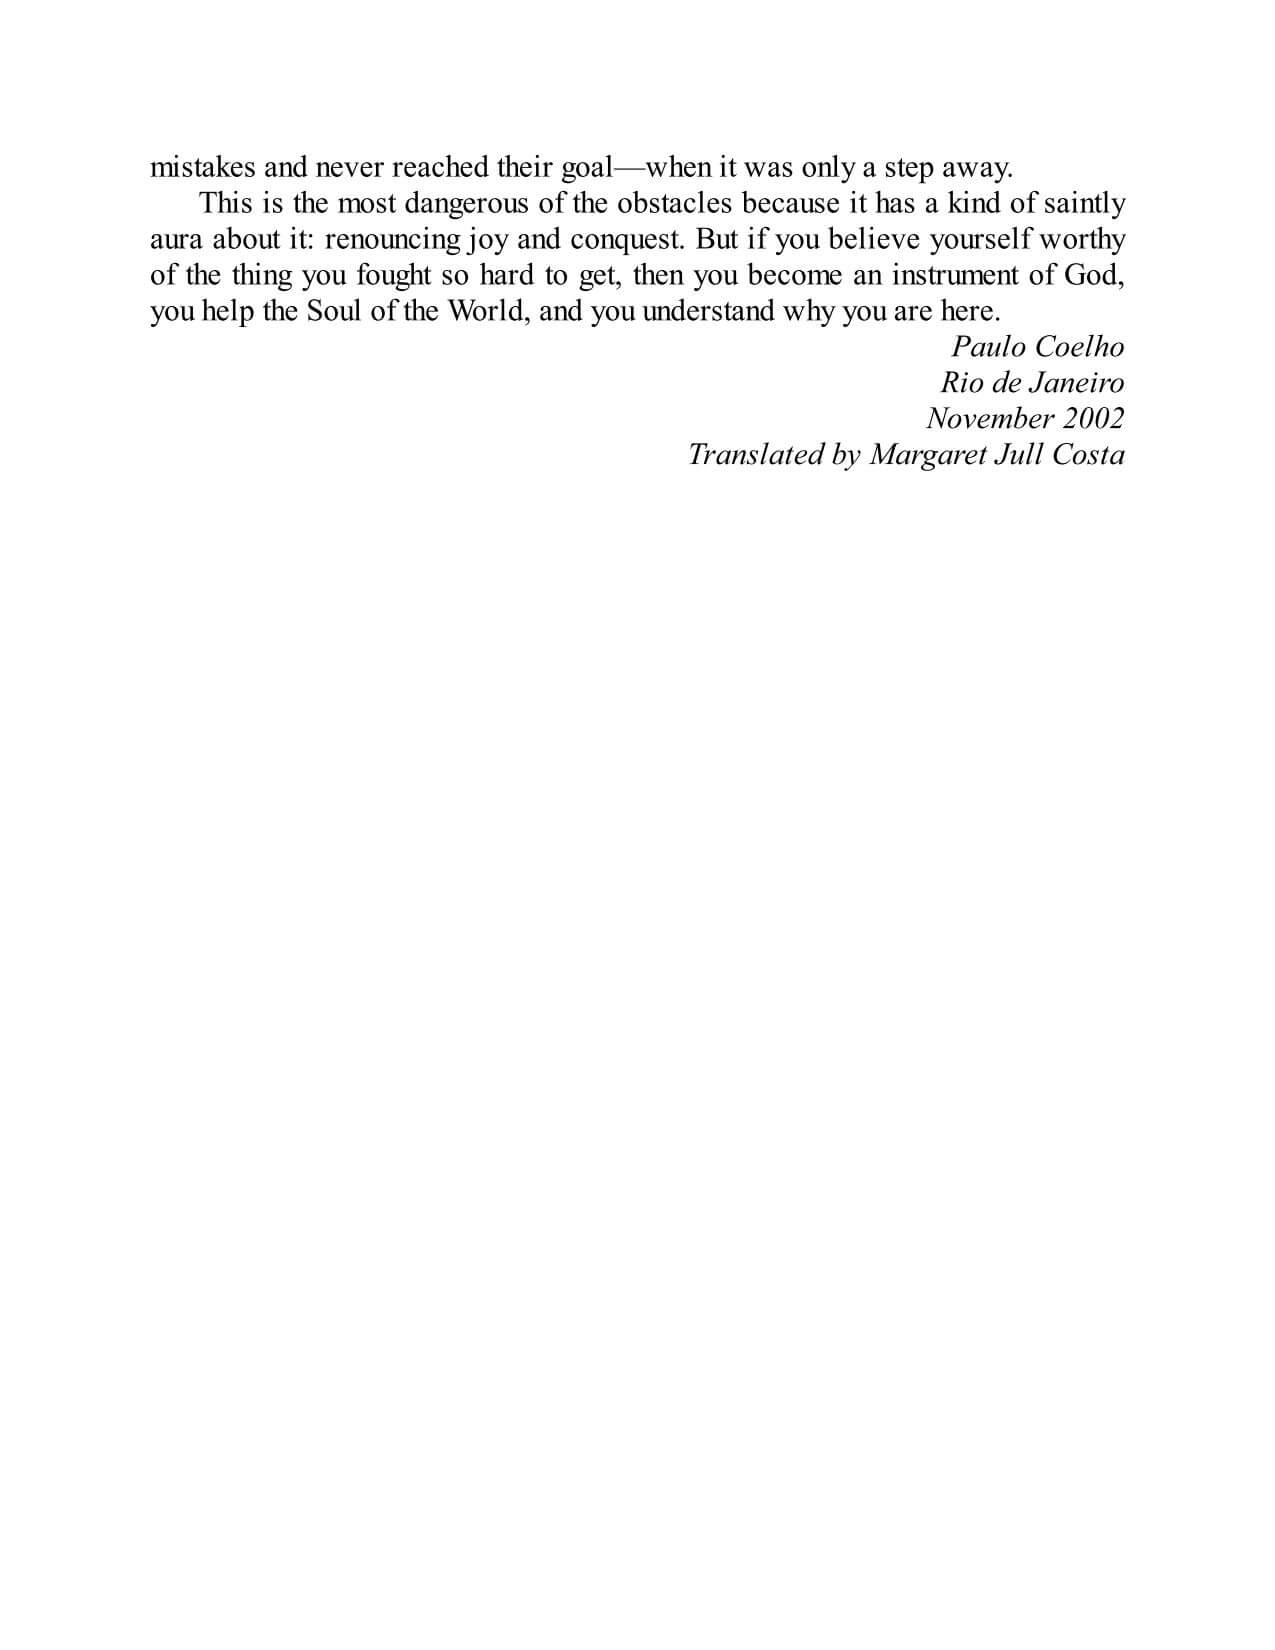 mistakes and never reached their goal—when it was only a step away.
This is the most dangerous of the obstacles because it has a kind of saintly
aura about it: renouncing joy and conquest. But if you believe yourself worthy
of the thing you fought so hard to get, then you become an instrument of God,
you help the Soul of the World, and you understand why you are here.
Paulo Coelho
Rio de Janeiro
November 2002
Translated by Margaret Jull Costa